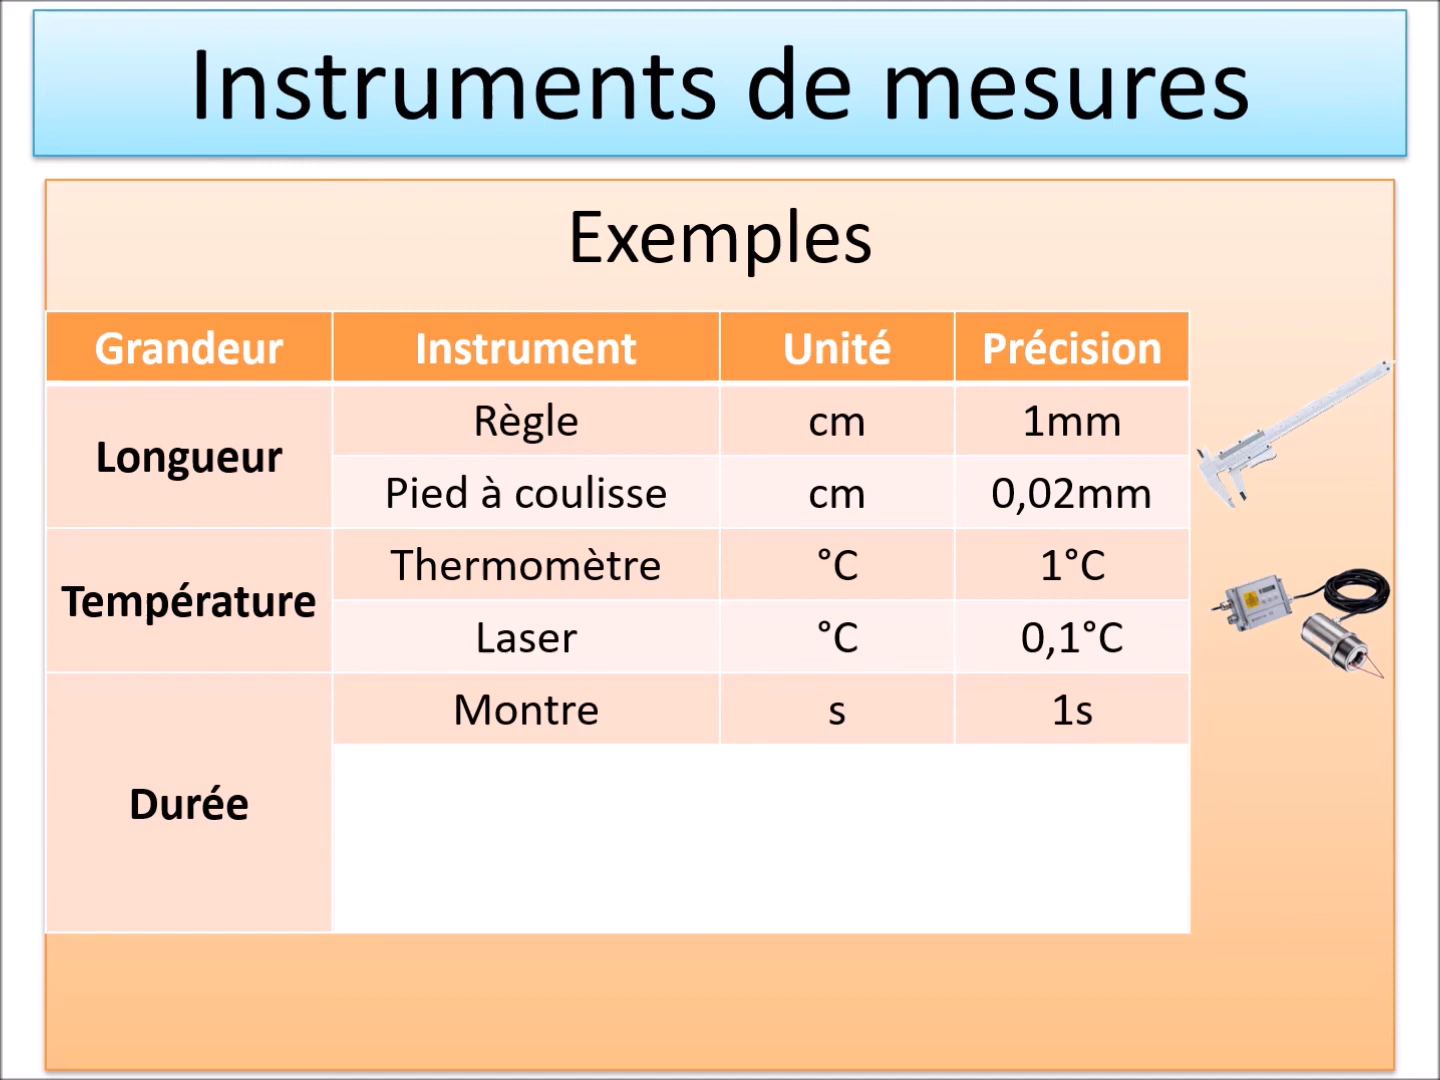 Instruments de mesures
Exemples
Grandeur Instrument Unité Précision
Longueur Règle cm 1mm
Pied à coulisse cm 0,02mm
Température Thermomètre °C 1°C
Laser °C 0,1°C
Durée Montre s 1s